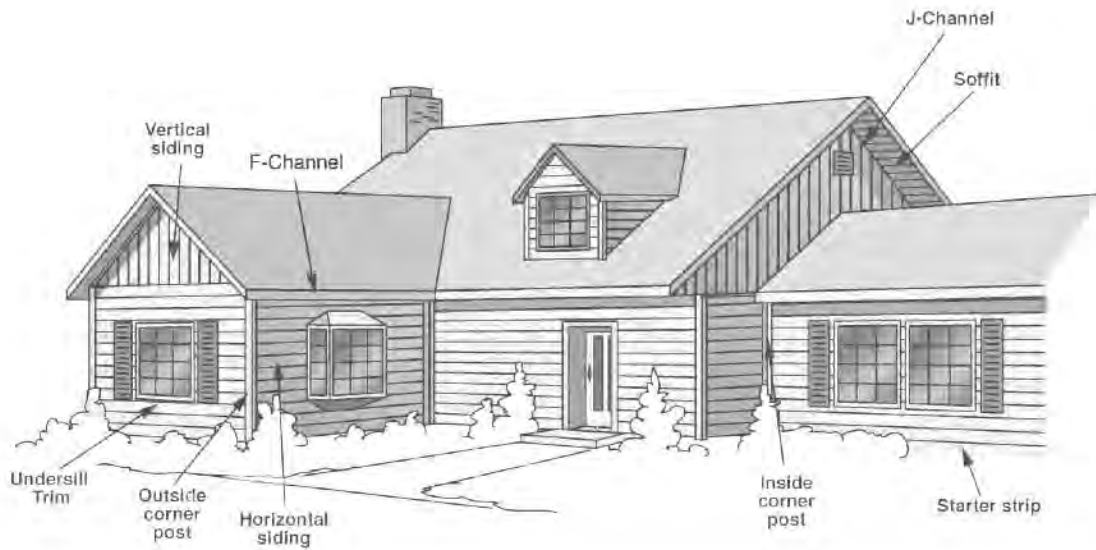 J-Channel
Soffit
Vertical
siding
F-Channel
Undersill
Trim
Outside
corner
post
Horizontal
siding
Inside
corner
post
Starter strip